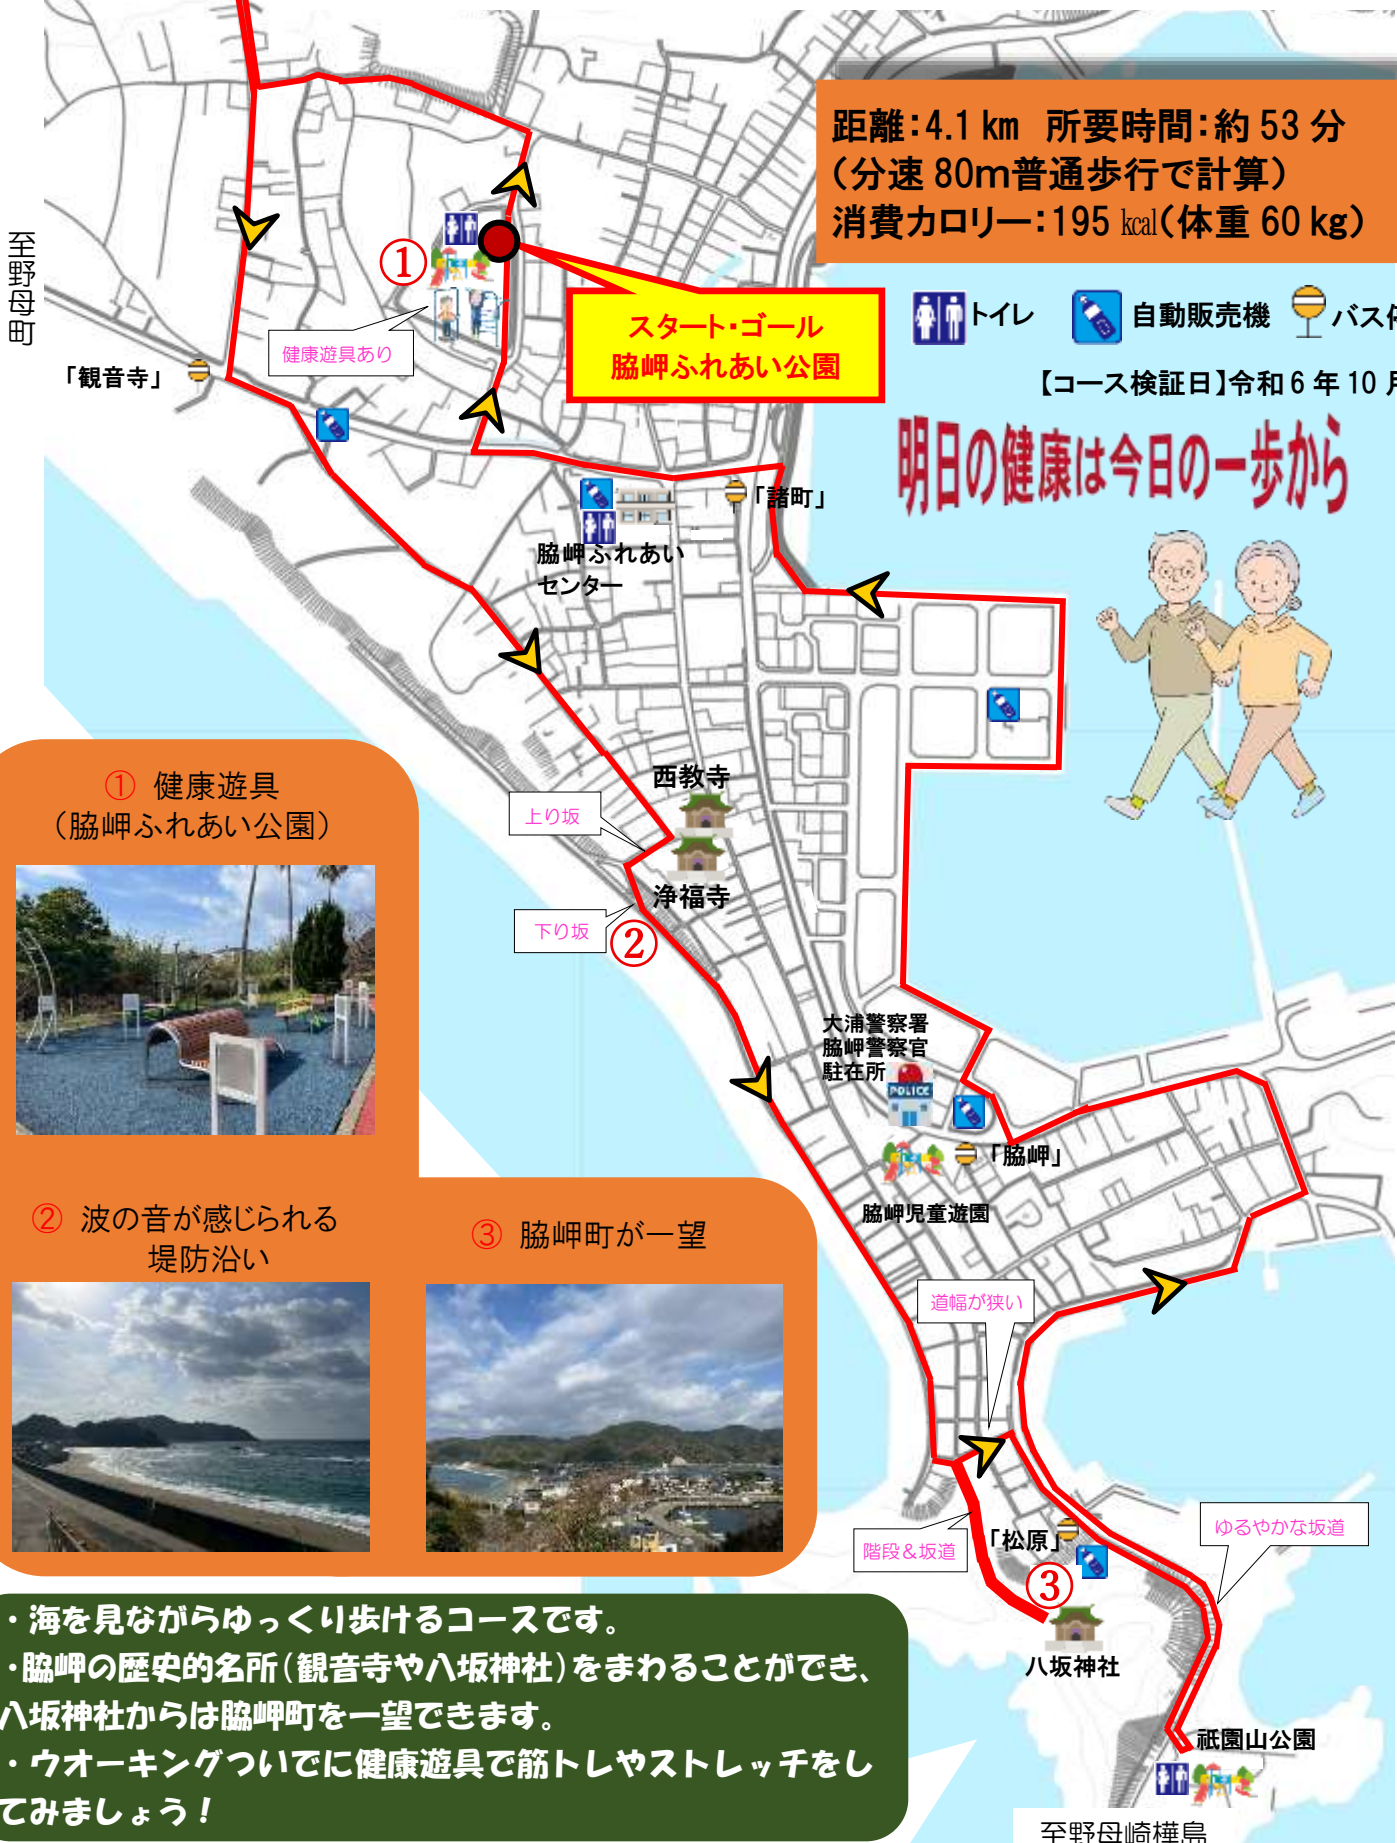 距離：4.1 km 所要時間：約 53 分
（分速 80m普通歩行で計算）
消費カロリー：195 kcal（体重 60 kg）
至野母町
①
スタート・ゴール
脇岬ふれあい公園
トイレ
自動販売機
バス停
健康遊具あり
「観音寺」
【コース検証日】令和 6 年 10 月
明日の健康は今日の一歩から
「諸町」
脇岬ふれあい
センター
西教寺
上り坂
浄福寺
下り坂
②
① 健康遊具
（脇岬ふれあい公園）
大浦警察署
脇岬警察官
駐在所
POLICE
「脇岬」
脇岬児童遊園
② 波の音が感じられる
堤防沿い
③ 脇岬町が一望
道幅が狭い
階段＆坂道
「松原」
③
ゆるやかな坂道
八坂神社
祇園山公園
至野母崎樺島
・海を見ながらゆっくり歩けるコースです。
・脇岬の歴史的名所（観音寺や八坂神社）をまわることができ、
八坂神社からは脇岬町を一望できます。
・ウオーキングついでに健康遊具で筋トレやストレッチをし
てみましょう！